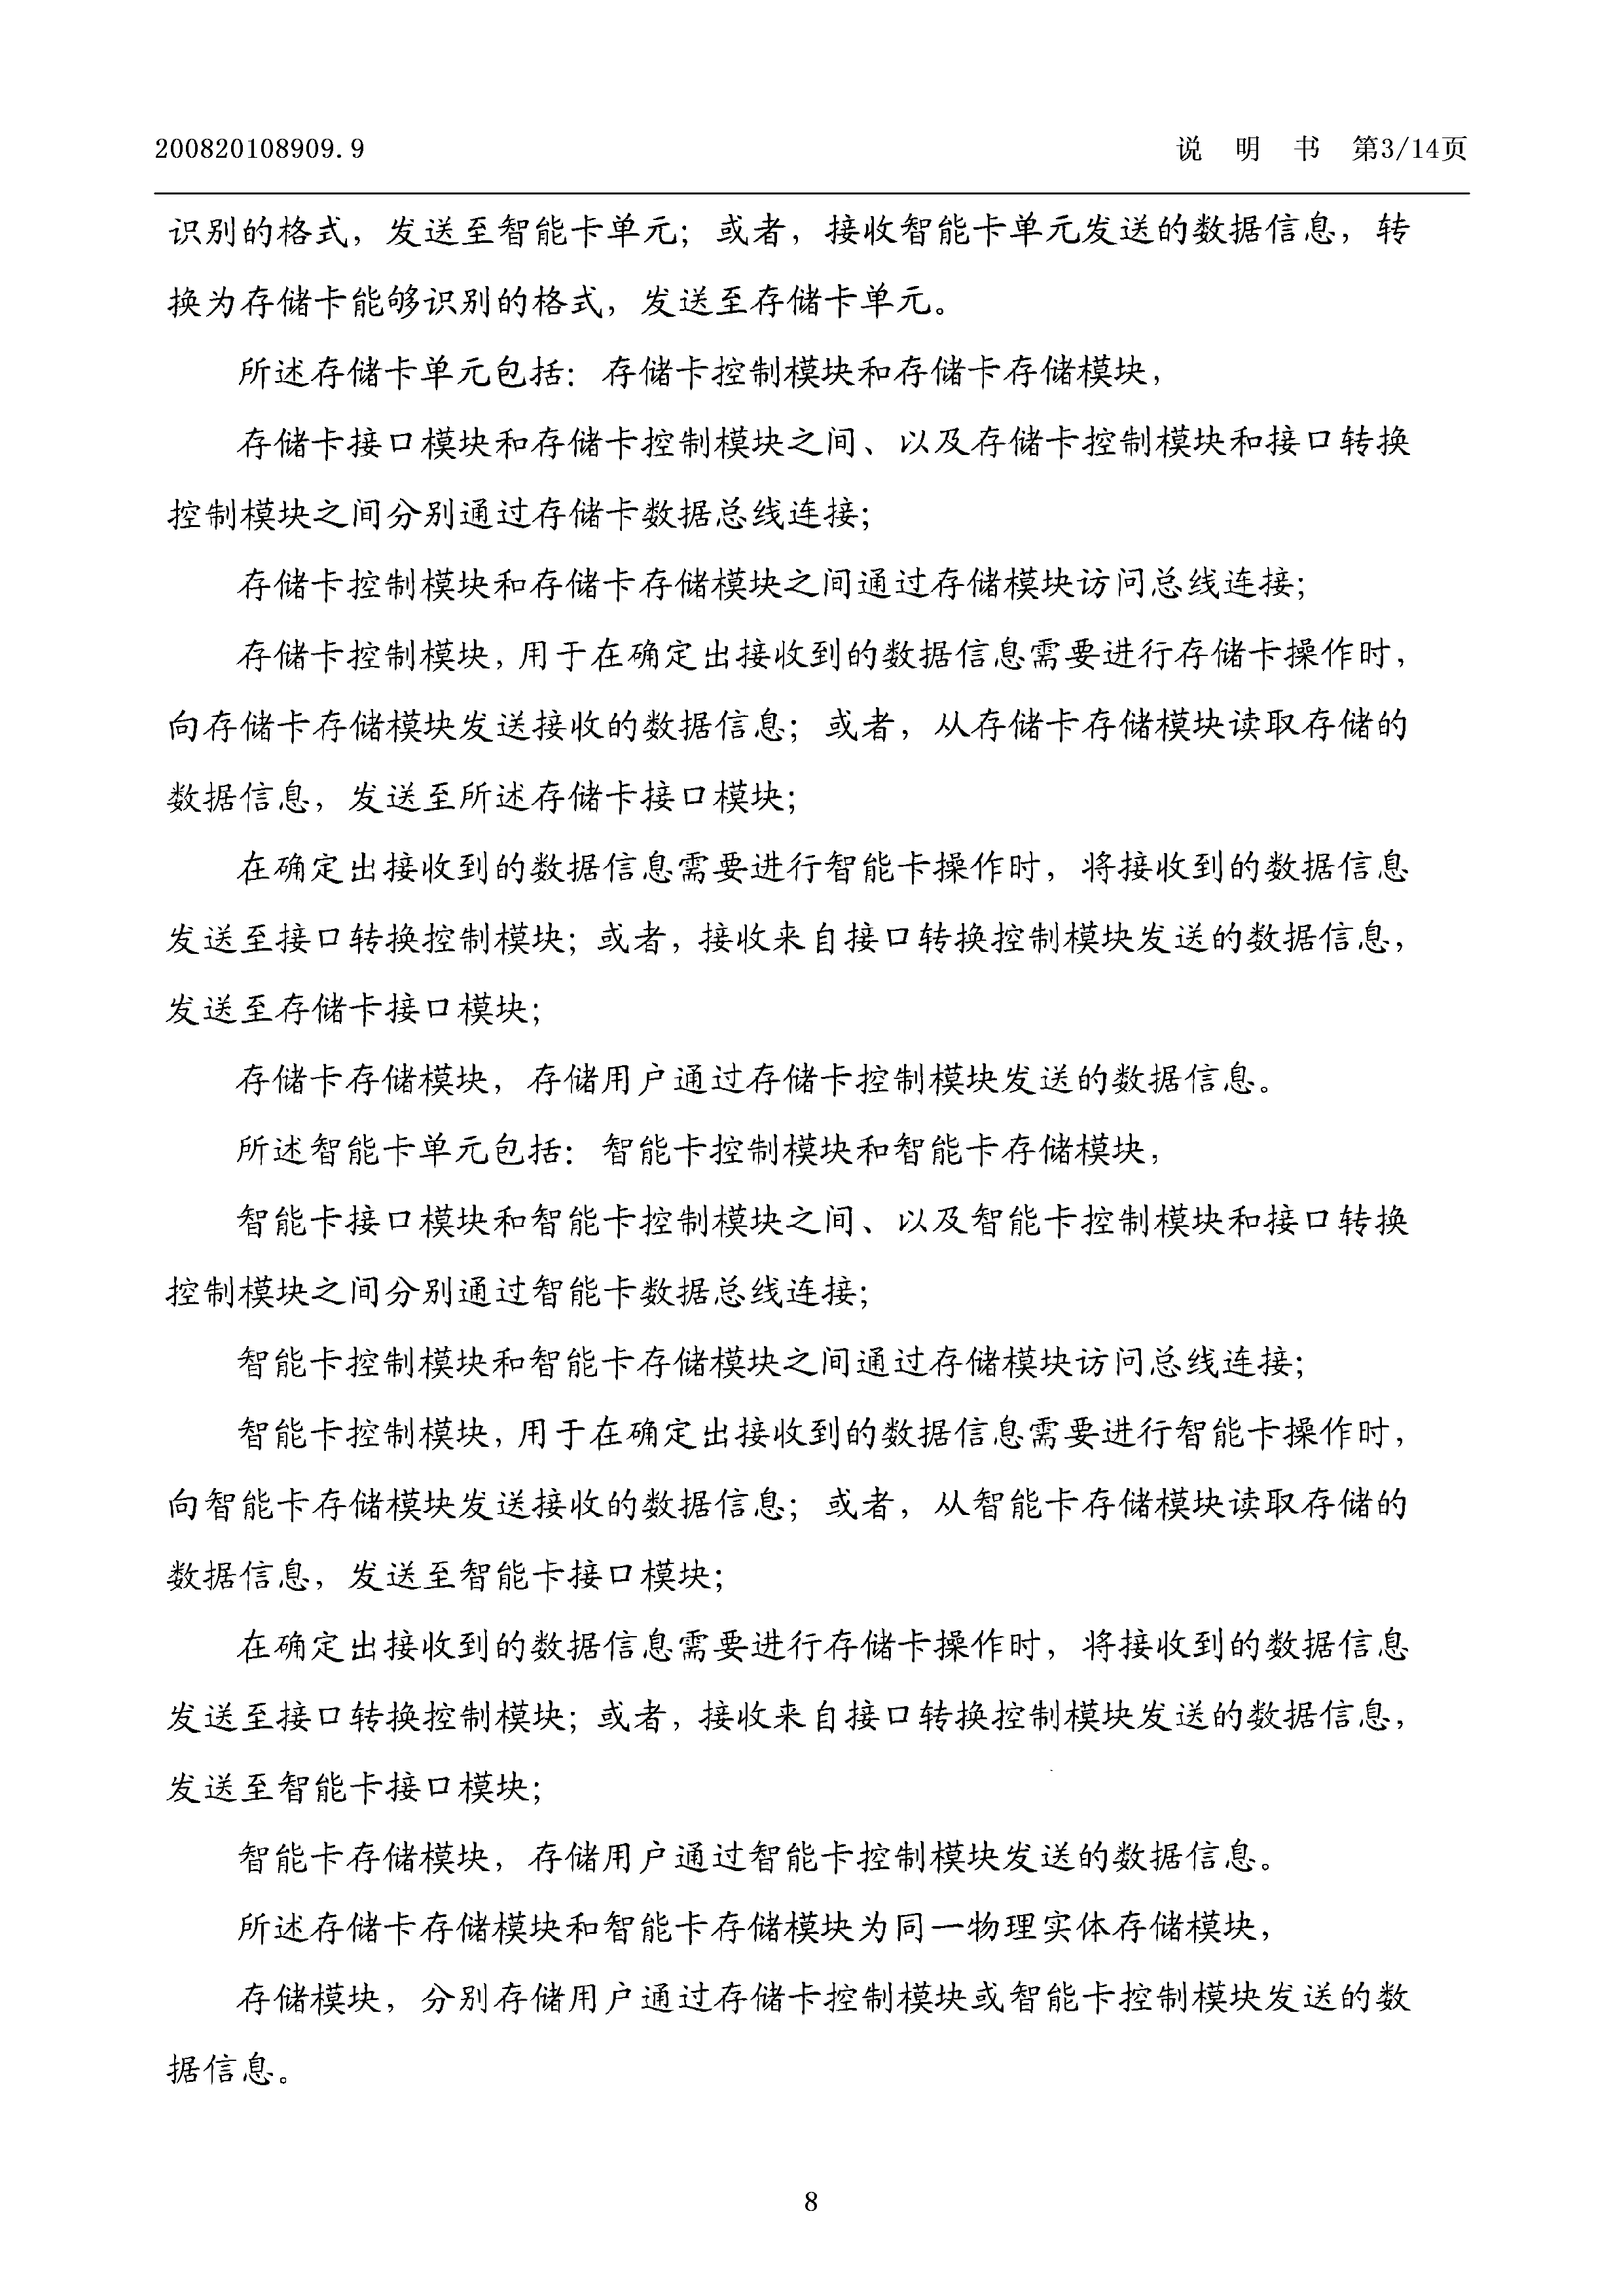 200820108909.9
说 明 书 第3/14页
识别的格式，发送至智能卡单元；或者，接收智能卡单元发送的数据信息，转
换为存储卡能够识别的格式，发送至存储卡单元。
所述存储卡单元包括：存储卡控制模块和存储卡存储模块，
存储卡接口模块和存储卡控制模块之间、以及存储卡控制模块和接口转换
控制模块之间分别通过存储卡数据总线连接；
存储卡控制模块和存储卡存储模块之间通过存储模块访问总线连接；
存储卡控制模块，用于在确定出接收到的数据信息需要进行存储卡操作时，
向存储卡存储模块发送接收的数据信息；或者，从存储卡存储模块读取存储的
数据信息，发送至所述存储卡接口模块；
在确定出接收到的数据信息需要进行智能卡操作时，将接收到的数据信息
发送至接口转换控制模块；或者，接收来自接口转换控制模块发送的数据信息，
发送至存储卡接口模块；
存储卡存储模块，存储用户通过存储卡控制模块发送的数据信息。
所述智能卡单元包括：智能卡控制模块和智能卡存储模块，
智能卡接口模块和智能卡控制模块之间、以及智能卡控制模块和接口转换
控制模块之间分别通过智能卡数据总线连接；
智能卡控制模块和智能卡存储模块之间通过存储模块访问总线连接；
智能卡控制模块，用于在确定出接收到的数据信息需要进行智能卡操作时，
向智能卡存储模块发送接收的数据信息；或者，从智能卡存储模块读取存储的
数据信息，发送至智能卡接口模块；
在确定出接收到的数据信息需要进行存储卡操作时，将接收到的数据信息
发送至接口转换控制模块；或者，接收来自接口转换控制模块发送的数据信息，
发送至智能卡接口模块；
智能卡存储模块，存储用户通过智能卡控制模块发送的数据信息。
所述存储卡存储模块和智能卡存储模块为同一物理实体存储模块，
存储模块，分别存储用户通过存储卡控制模块或智能卡控制模块发送的数
据信息。
8